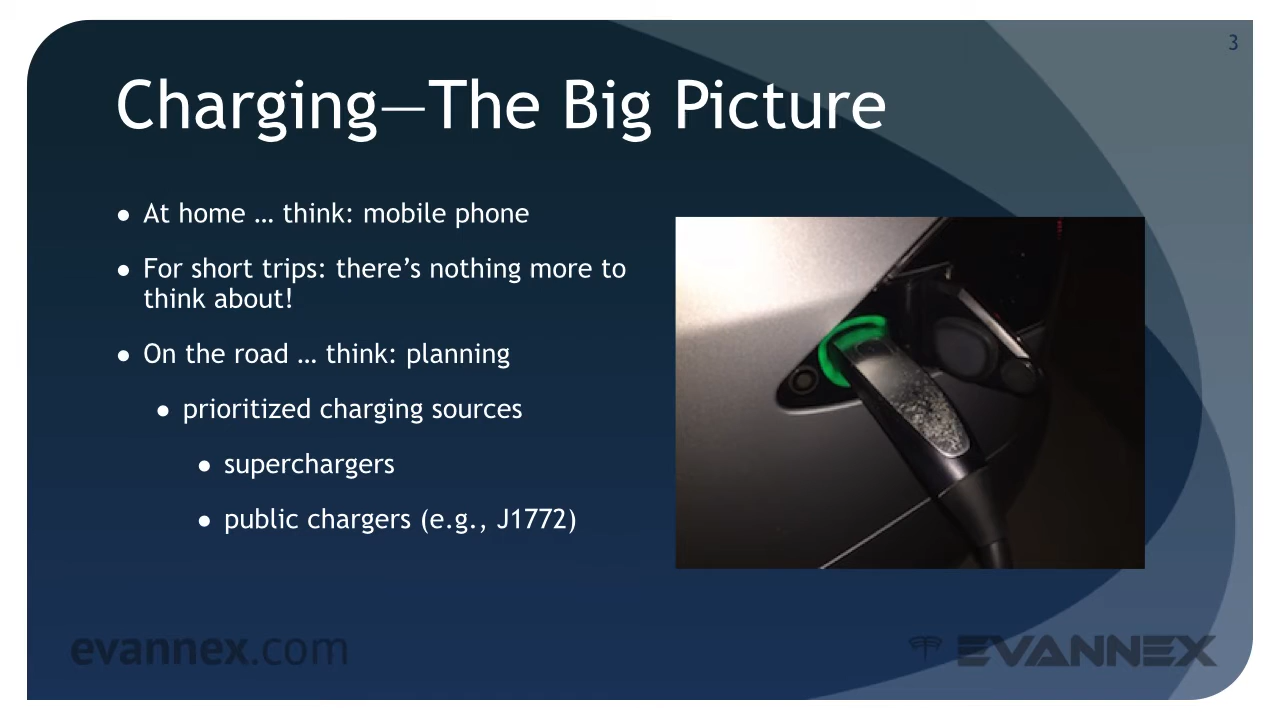 3
Charging—The Big Picture
● At home … think: mobile phone
● For short trips: there’s nothing more to
think about!
● On the road … think: planning
● prioritized charging sources
● superchargers
● public chargers (e.g., J1772)
evannex.com
EVANNEX